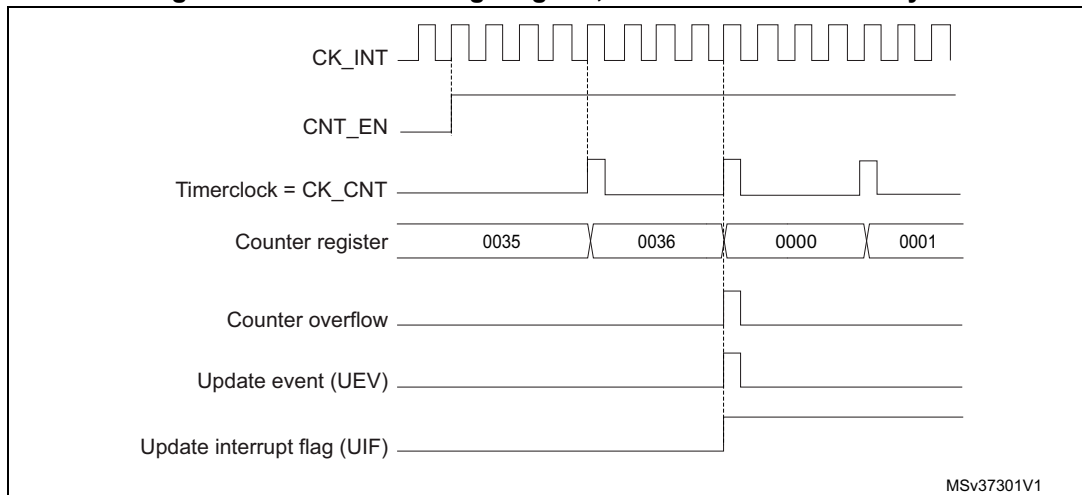 CK_INT
CNT_EN
Timerclock = CK_CNT
Counter register 0035 0036 0000 0001
Counter overflow
Update event (UEV)
Update interrupt flag (UIF)
MSv37301V1